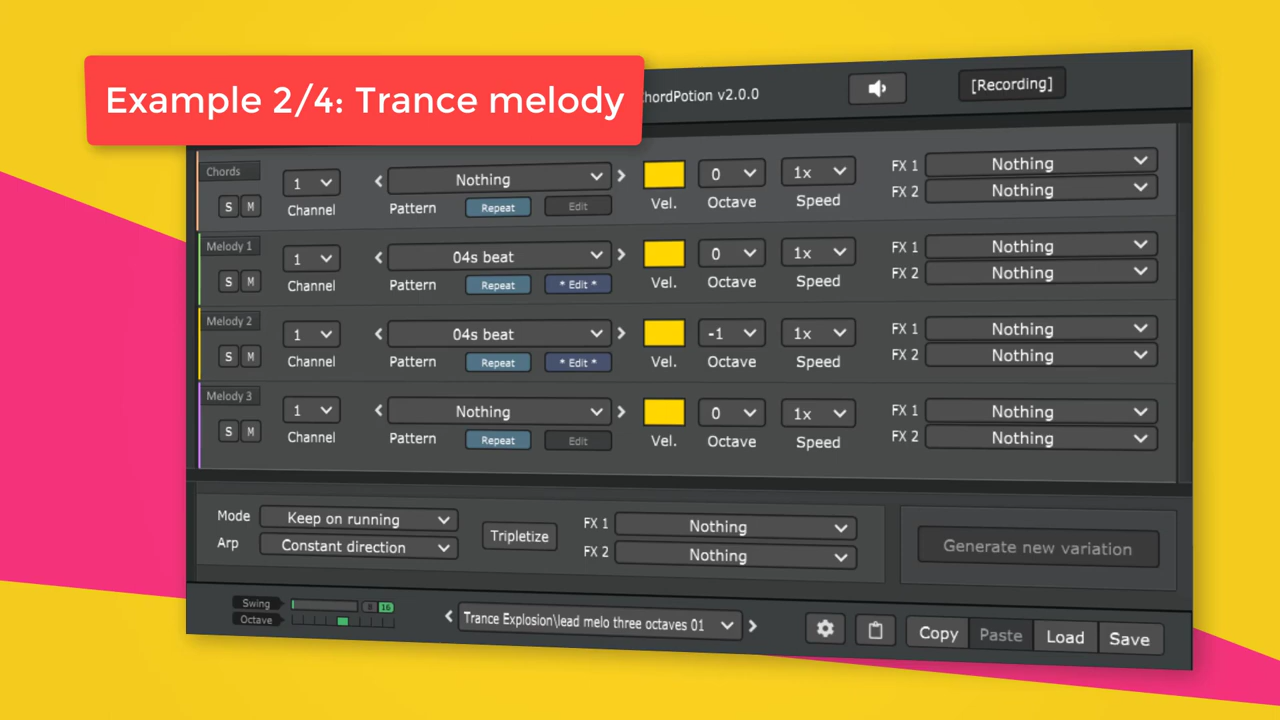 Example 2/4: Trance melody
ChordPotion v2.0.0
[Recording]
Chords
S M
1
Channel
Nothing
Pattern
Repeat
Edit
Vel.
0
Octave
1x
Speed
FX 1
Nothing
FX 2
Nothing
Melody 1
S M
1
Channel
04s beat
Pattern
Repeat
* Edit *
Vel.
0
Octave
1x
Speed
FX 1
Nothing
FX 2
Nothing
Melody 2
S M
1
Channel
04s beat
Pattern
Repeat
* Edit *
Vel.
-1
Octave
1x
Speed
FX 1
Nothing
FX 2
Nothing
Melody 3
S M
1
Channel
Nothing
Pattern
Repeat
Edit
Vel.
0
Octave
1x
Speed
FX 1
Nothing
FX 2
Nothing
Mode
Keep on running
Arp
Constant direction
Tripletize
FX 1
Nothing
FX 2
Nothing
Generate new variation
Swing
8 16
Octave
Trance Explosion\lead melo three octaves 01
Copy
Paste
Load
Save